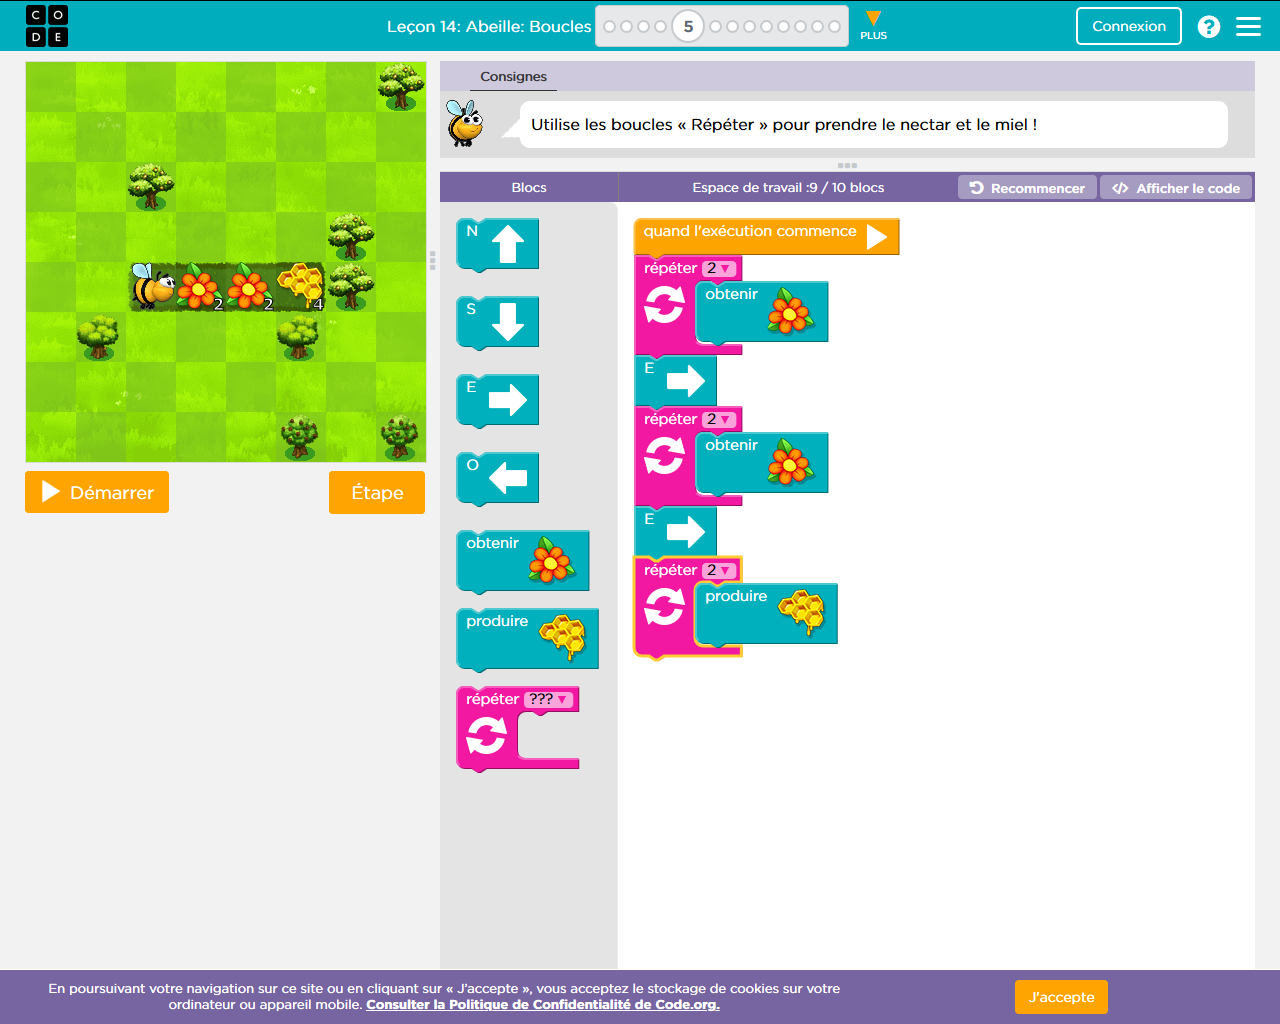 C O
D E
Leçon 14: Abeille: Boucles
5
PLUS
Connexion
?
Consignes
Utilise les boucles « Répéter » pour prendre le nectar et le miel !
Blocs
Espace de travail :9 / 10 blocs
Recommencer
</> Afficher le code
2
2
4
Démarrer
Étape
N
S
E
O
obtenir
produire
répéter ???
quand l'exécution commence
répéter 2
obtenir
E
répéter 2
obtenir
E
répéter 2
produire
En poursuivant votre navigation sur ce site ou en cliquant sur « J'accepte », vous acceptez le stockage de cookies sur votre
ordinateur ou appareil mobile. Consulter la Politique de Confidentialité de Code.org.
J'accepte